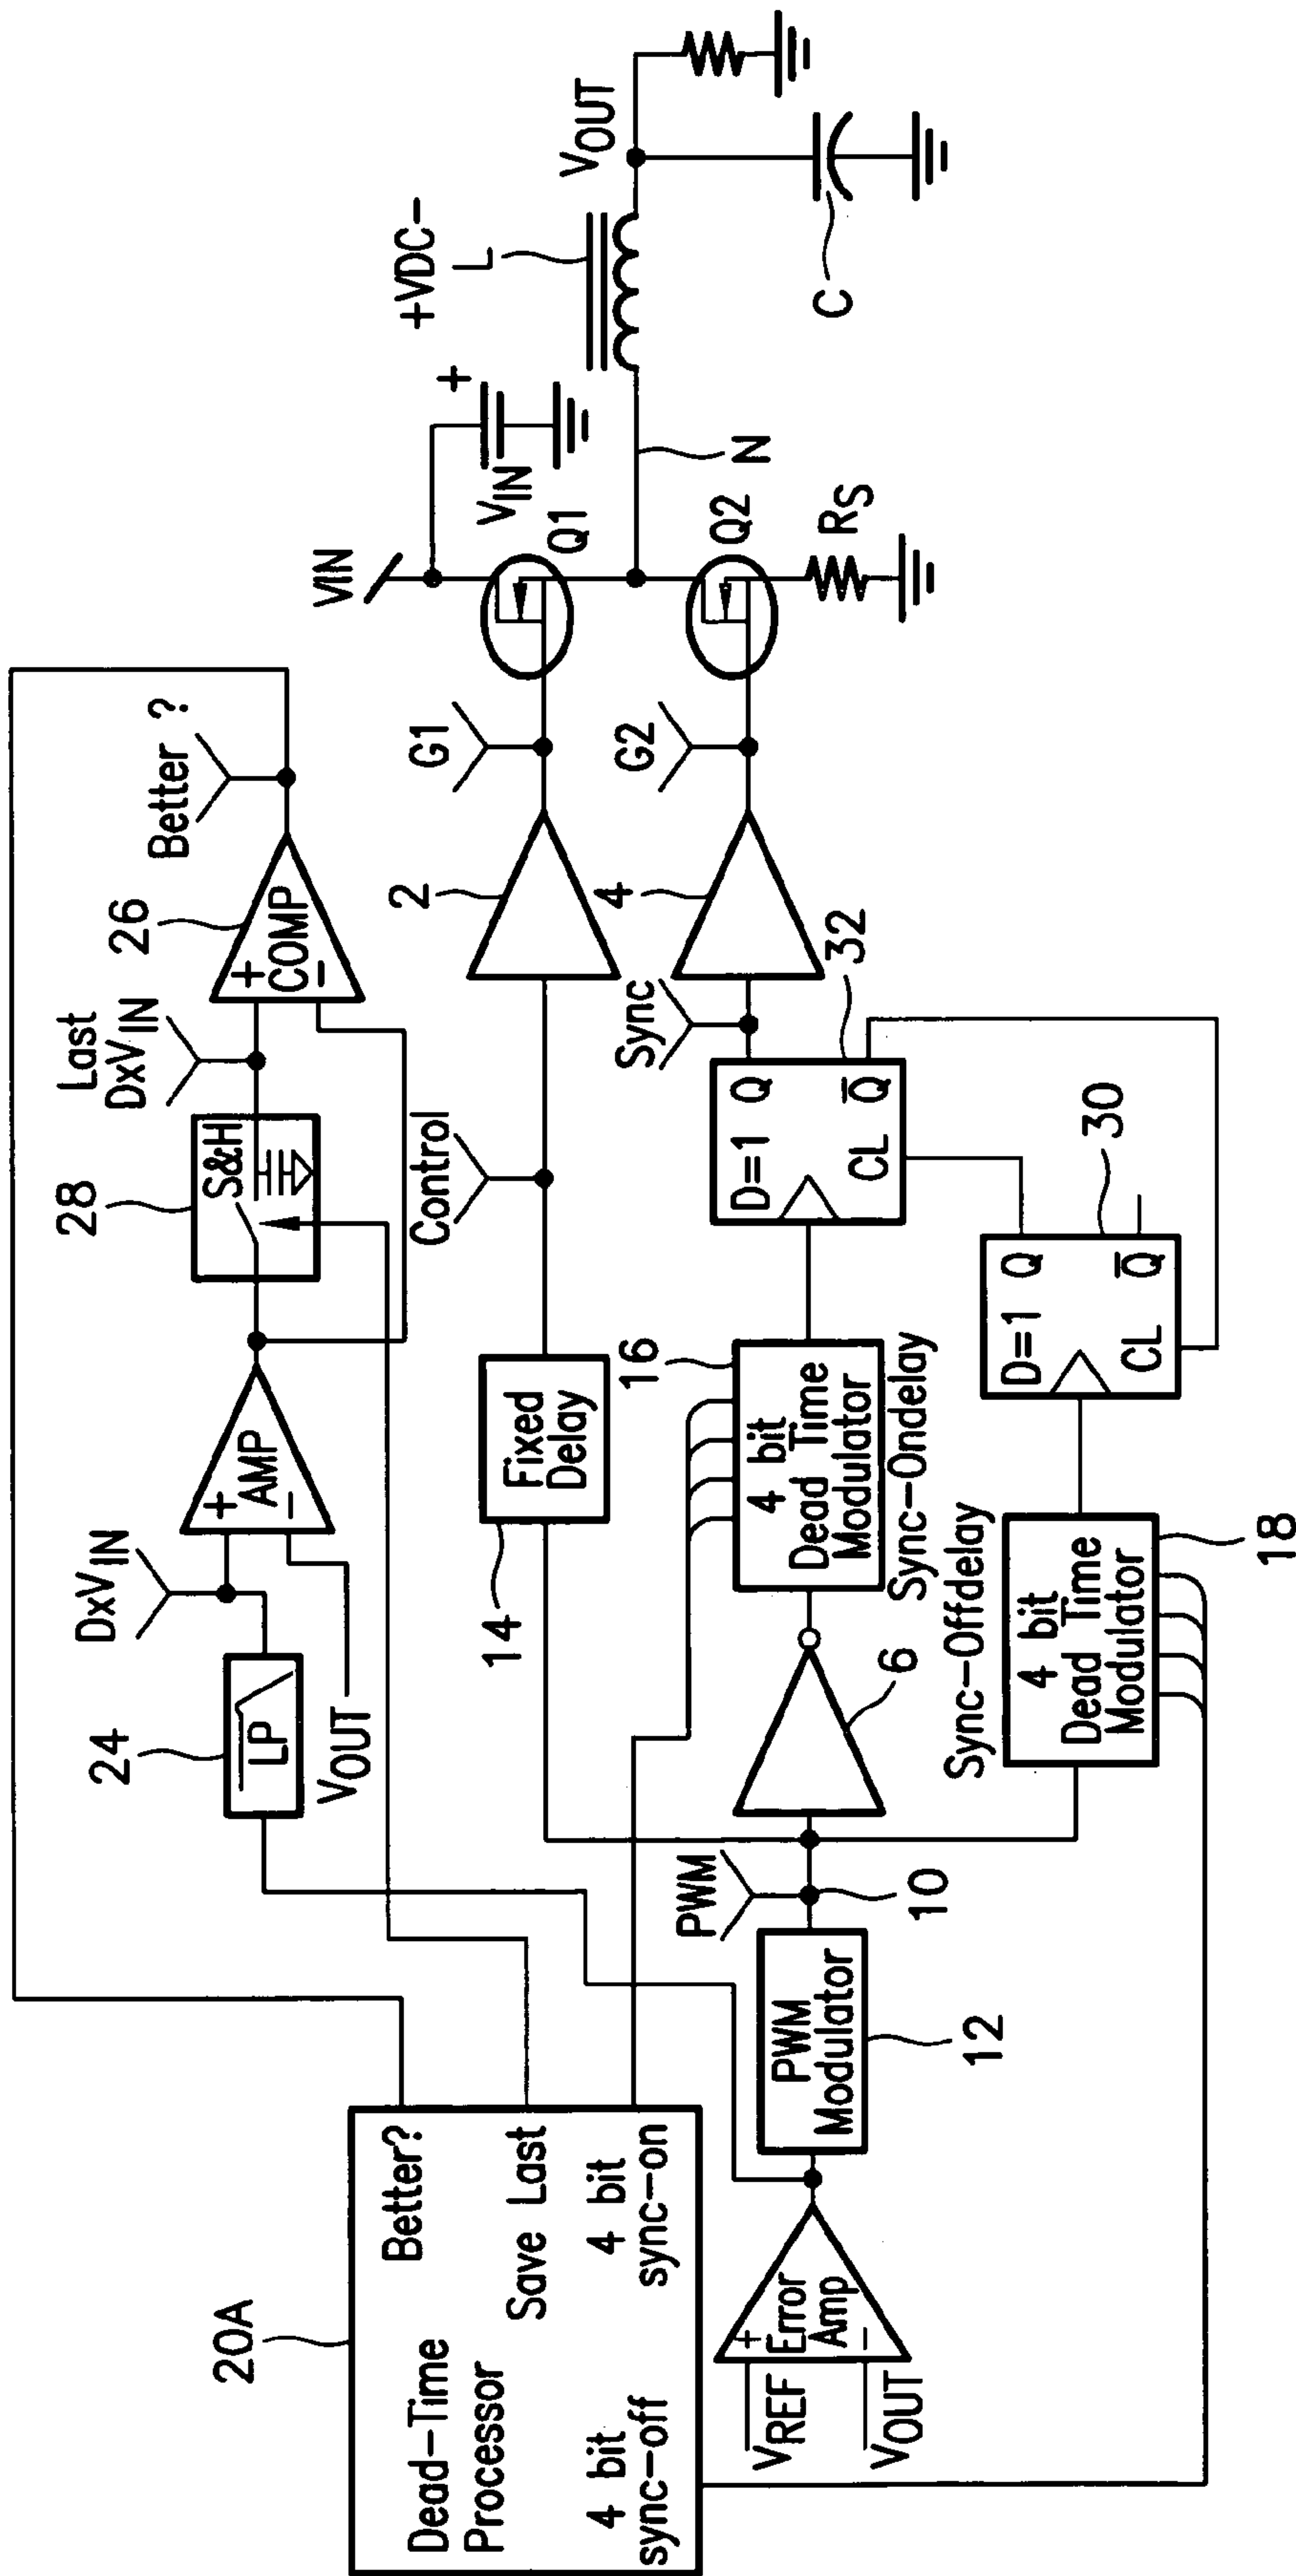 20A
Dead-Time
Processor
Better?
Save Last
4 bit
sync-off
4 bit
sync-on
24
LP
VOUT
DxVIN
+
AMP
-
28
S&H
Last
DxVIN
26
+
COMP
-
Better ?
14
Fixed
Delay
Control
2
G1
VIN
+
VIN
Q1
+VDC-
L
VOUT
C
N
Q2
RS
VREF
VOUT
+
Error
Amp
-
PWM
Modulator
12
PWM
10
6
16
4 bit
Dead Time
Modulator
Sync-Ondelay
Sync-Offdelay
4 bit
Dead Time
Modulator
18
D=1 Q
CL Q̅
32
Sync
4
G2
D=1 Q
CL Q̅
30